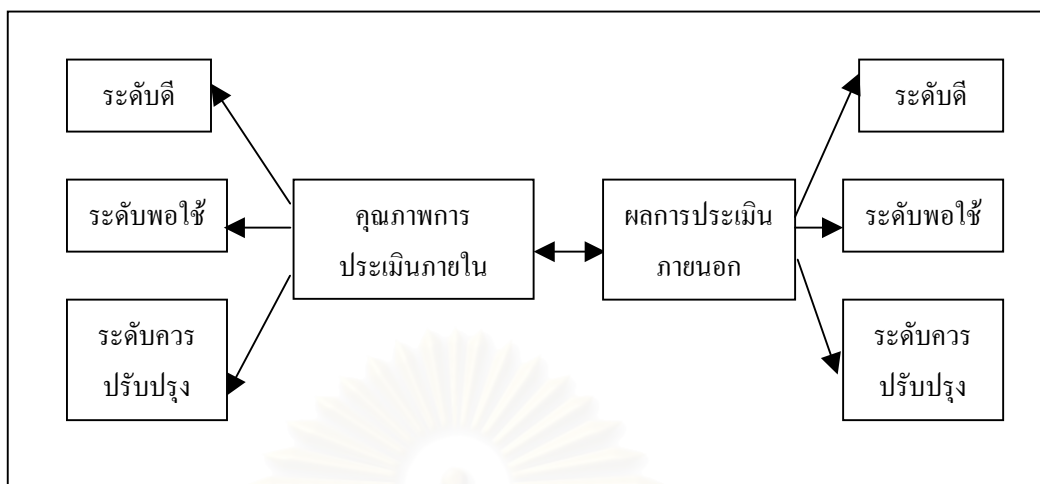 ระดับดี
ระดับพอใช้
ระดับควร
ปรับปรุง
คุณภาพการ
ประเมินภายใน
ผลการประเมิน
ภายนอก
ระดับดี
ระดับพอใช้
ระดับควร
ปรับปรุง